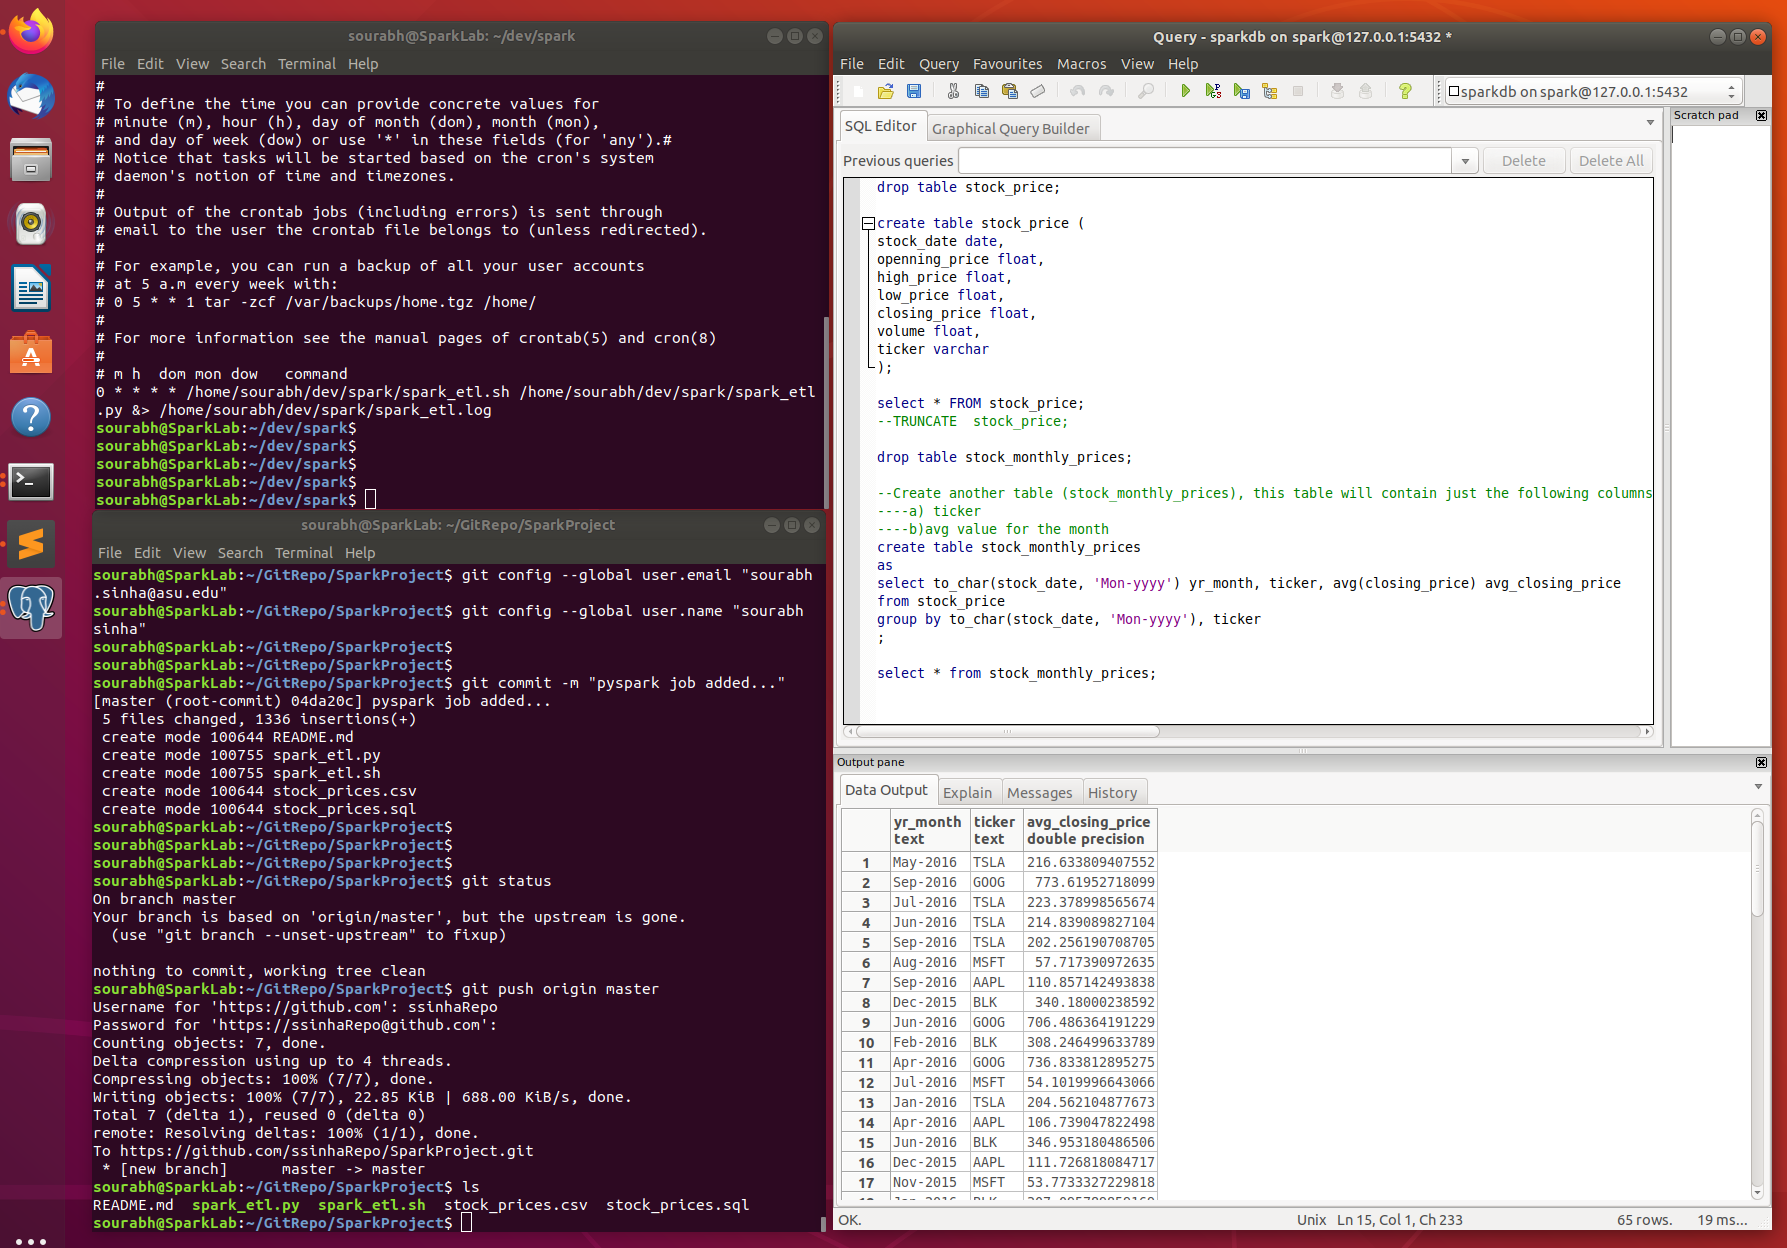 sourabh@SparkLab: ~/dev/spark
File Edit View Search Terminal Help
#
# To define the time you can provide concrete values for
# minute (m), hour (h), day of month (dom), month (mon),
# and day of week (dow) or use '*' in these fields (for 'any').#
# Notice that tasks will be started based on the cron's system
# daemon's notion of time and timezones.
#
# Output of the crontab jobs (including errors) is sent through
# email to the user the crontab file belongs to (unless redirected).
#
# For example, you can run a backup of all your user accounts
# at 5 a.m every week with:
# 0 5 * * 1 tar -zcf /var/backups/home.tgz /home/
#
# For more information see the manual pages of crontab(5) and cron(8)
#
# m h  dom mon dow   command
0 * * * * /home/sourabh/dev/spark/spark_etl.sh /home/sourabh/dev/spark/spark_etl
.py &> /home/sourabh/dev/spark/spark_etl.log
sourabh@SparkLab:~/dev/spark$
sourabh@SparkLab:~/dev/spark$
sourabh@SparkLab:~/dev/spark$
sourabh@SparkLab:~/dev/spark$
sourabh@SparkLab:~/dev/spark$
sourabh@SparkLab: ~/GitRepo/SparkProject
File Edit View Search Terminal Help
sourabh@SparkLab:~/GitRepo/SparkProject$ git config --global user.email "sourabh
.sinha@asu.edu"
sourabh@SparkLab:~/GitRepo/SparkProject$ git config --global user.name "sourabh
sinha"
sourabh@SparkLab:~/GitRepo/SparkProject$
sourabh@SparkLab:~/GitRepo/SparkProject$
sourabh@SparkLab:~/GitRepo/SparkProject$ git commit -m "pyspark job added..."
[master (root-commit) 04da20c] pyspark job added...
 5 files changed, 1336 insertions(+)
 create mode 100644 README.md
 create mode 100755 spark_etl.py
 create mode 100755 spark_etl.sh
 create mode 100644 stock_prices.csv
 create mode 100644 stock_prices.sql
sourabh@SparkLab:~/GitRepo/SparkProject$
sourabh@SparkLab:~/GitRepo/SparkProject$
sourabh@SparkLab:~/GitRepo/SparkProject$
sourabh@SparkLab:~/GitRepo/SparkProject$ git status
On branch master
Your branch is based on 'origin/master', but the upstream is gone.
  (use "git branch --unset-upstream" to fixup)
nothing to commit, working tree clean
sourabh@SparkLab:~/GitRepo/SparkProject$ git push origin master
Username for 'https://github.com': ssinhaRepo
Password for 'https://ssinhaRepo@github.com':
Counting objects: 7, done.
Delta compression using up to 4 threads.
Compressing objects: 100% (7/7), done.
Writing objects: 100% (7/7), 22.85 KiB | 688.00 KiB/s, done.
Total 7 (delta 1), reused 0 (delta 0)
remote: Resolving deltas: 100% (1/1), done.
To https://github.com/ssinhaRepo/SparkProject.git
 * [new branch]      master -> master
sourabh@SparkLab:~/GitRepo/SparkProject$ ls
README.md  spark_etl.py  spark_etl.sh  stock_prices.csv  stock_prices.sql
sourabh@SparkLab:~/GitRepo/SparkProject$
Query - sparkdb on spark@127.0.0.1:5432 *
File Edit Query Favourites Macros View Help
sparkdb on spark@127.0.0.1:5432
SQL Editor Graphical Query Builder
Scratch pad
Previous queries Delete Delete All
drop table stock_price;
create table stock_price (
stock_date date,
openning_price float,
high_price float,
low_price float,
closing_price float,
volume float,
ticker varchar
);
select * FROM stock_price;
--TRUNCATE  stock_price;
drop table stock_monthly_prices;
--Create another table (stock_monthly_prices), this table will contain just the following columns
----a) ticker
----b)avg value for the month
create table stock_monthly_prices
as
select to_char(stock_date, 'Mon-yyyy') yr_month, ticker, avg(closing_price) avg_closing_price
from stock_price
group by to_char(stock_date, 'Mon-yyyy'), ticker
;
select * from stock_monthly_prices;
Output pane
Data Output Explain Messages History
yr_month ticker avg_closing_price
text text double precision
1 May-2016 TSLA 216.633809407552
2 Sep-2016 GOOG 773.61952718099
3 Jul-2016 TSLA 223.378998565674
4 Jun-2016 TSLA 214.839089827104
5 Sep-2016 TSLA 202.256190708705
6 Aug-2016 MSFT 57.717390972635
7 Sep-2016 AAPL 110.857142493838
8 Dec-2015 BLK 340.18000238592
9 Jun-2016 GOOG 706.486364191229
10 Feb-2016 BLK 308.246499633789
11 Apr-2016 GOOG 736.833812895275
12 Jul-2016 MSFT 54.1019996643066
13 Jan-2016 TSLA 204.562104877673
14 Apr-2016 AAPL 106.739047822498
15 Jun-2016 BLK 346.953180486506
16 Dec-2015 AAPL 111.726818084717
17 Nov-2015 MSFT 53.7733327229818
OK. Unix Ln 15, Col 1, Ch 233 65 rows. 19 ms...